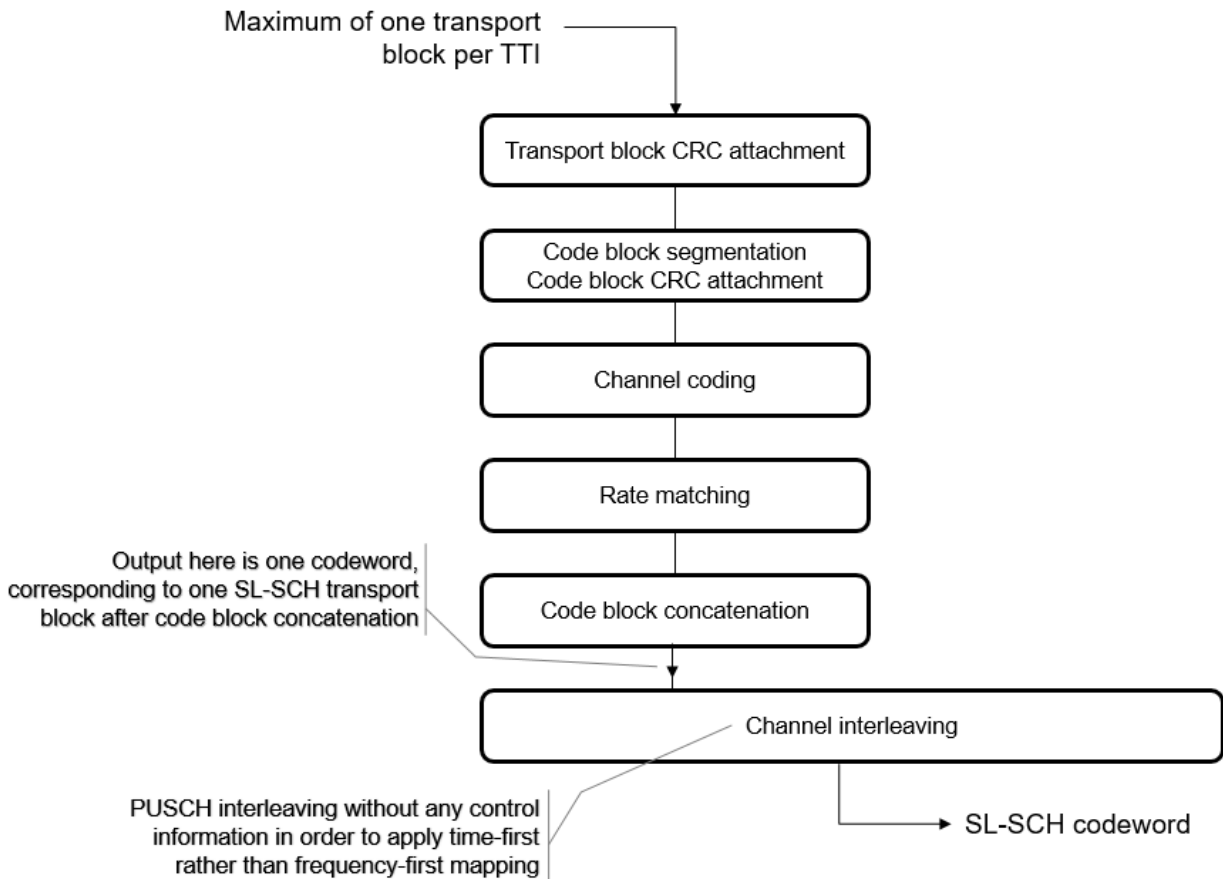 Maximum of one transport
block per TTI
Transport block CRC attachment
Code block segmentation
Code block CRC attachment
Channel coding
Rate matching
Output here is one codeword,
corresponding to one SL-SCH transport
block after code block concatenation
Code block concatenation
Channel interleaving
PUSCH interleaving without any control
information in order to apply time-first
rather than frequency-first mapping
SL-SCH codeword